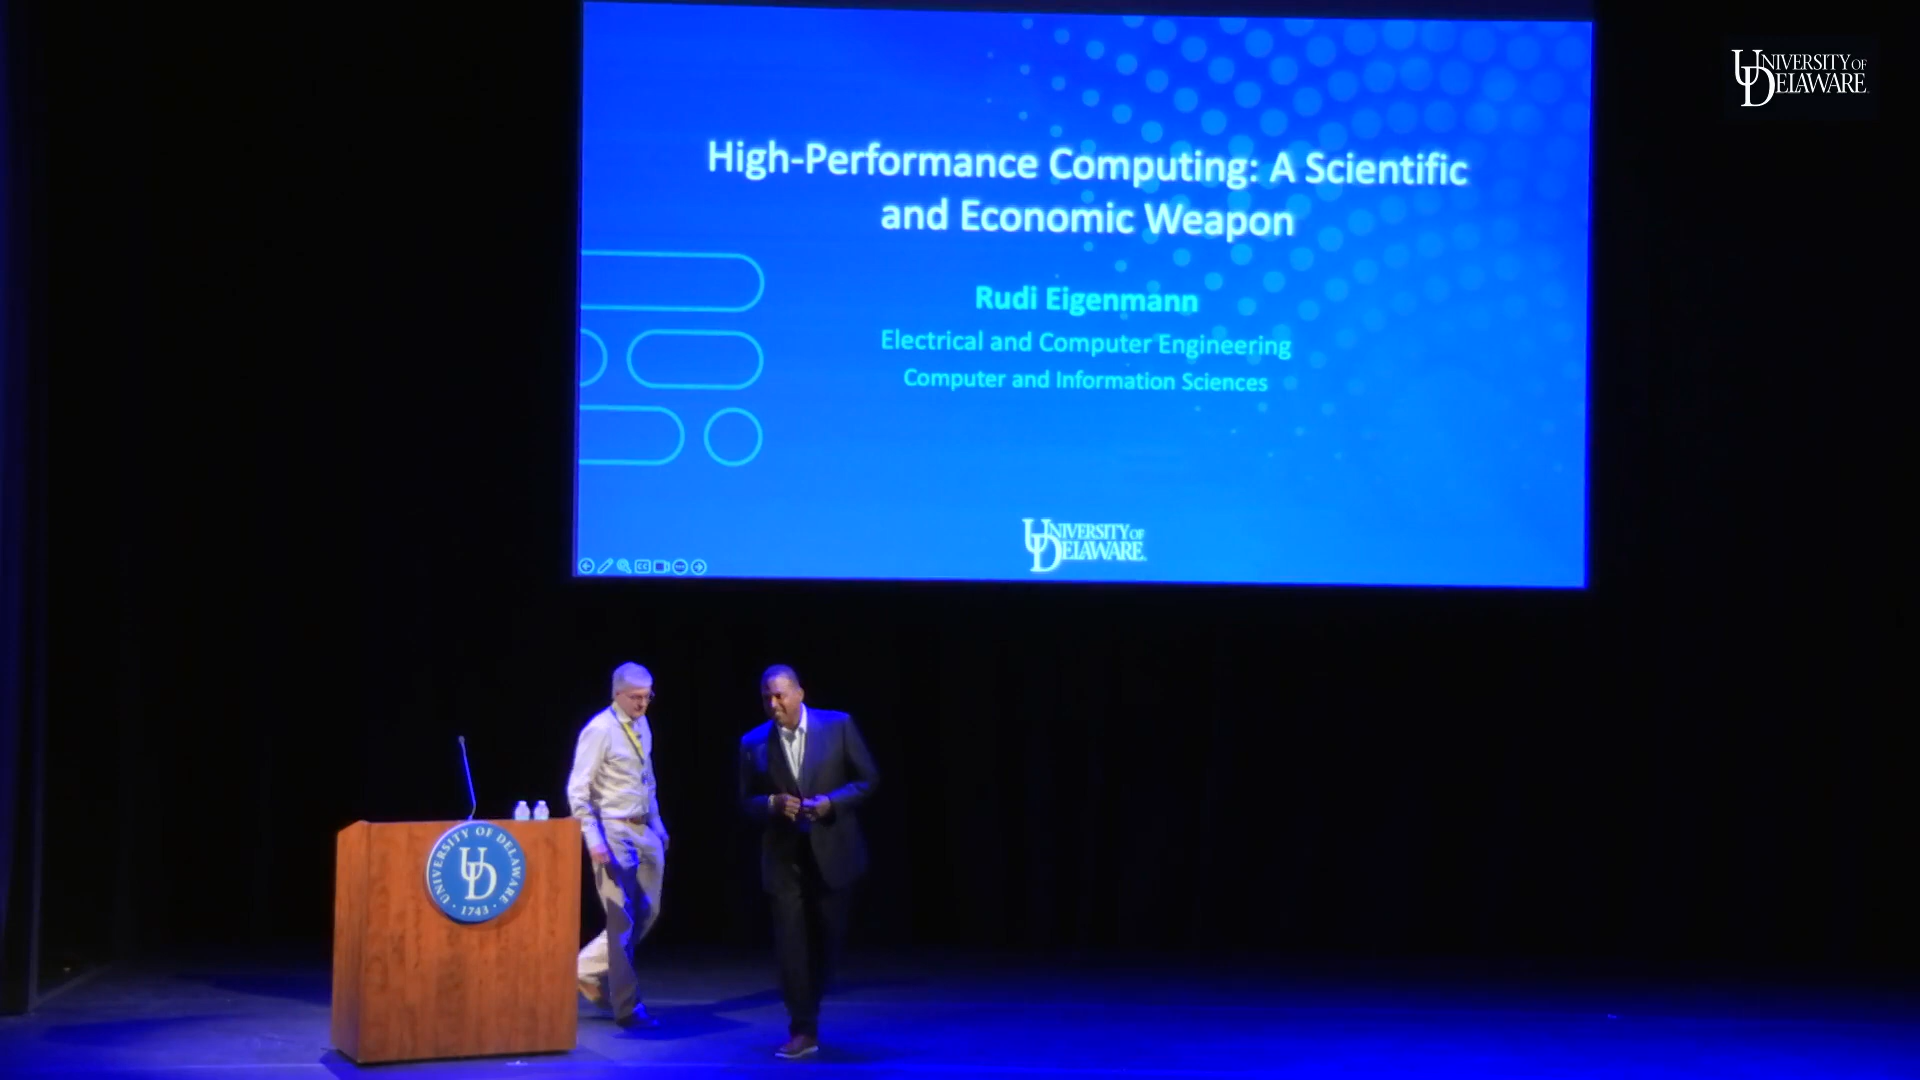 High-Performance Computing: A Scientific
and Economic Weapon
Rudi Eigenmann
Electrical and Computer Engineering
Computer and Information Sciences
UNIVERSITY OF
DELAWARE
CC
UNIVERSITY OF
DELAWARE
UNIVERSITY OF DELAWARE
UD
· 1743 ·